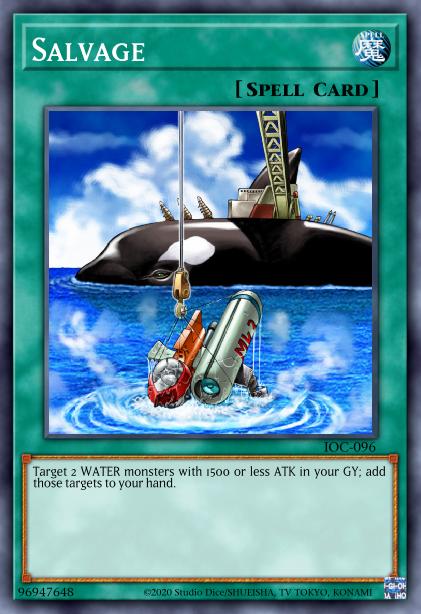 SALVAGE
SPELL
魔
[ SPELL CARD ]
MK2
IOC-096
Target 2 WATER monsters with 1500 or less ATK in your GY; add
those targets to your hand.
96947648
©2020 Studio Dice/SHUEISHA, TV TOKYO, KONAMI